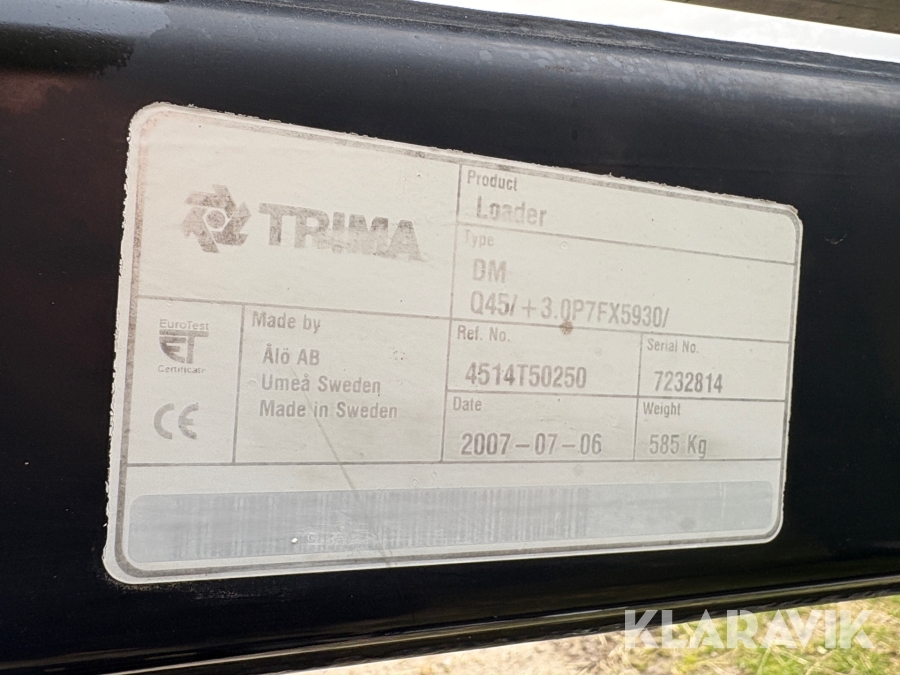 TRIMA
Product
Loader
Type
DM
Q45/+3.0P7FX5930/
EuroTest
ET
Certificate
CE
Made by
Ålö AB
Umeå Sweden
Made in Sweden
Ref. No.
4514T50250
Serial No.
7232814
Date
2007-07-06
Weight
585 Kg
KLARAVIK